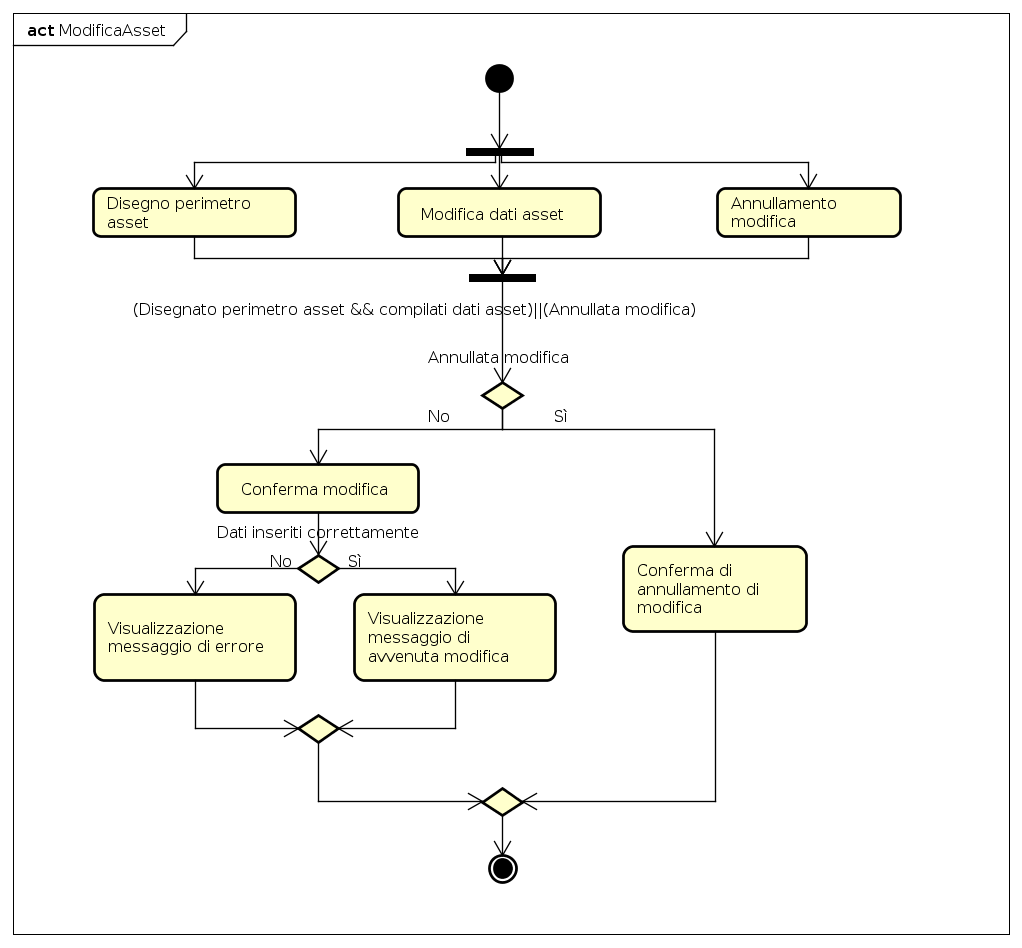 act ModificaAsset
Disegno perimetro
asset
Modifica dati asset
Annullamento
modifica
(Disegnato perimetro asset && compilati dati asset)||(Annullata modifica)
Annullata modifica
No
Sì
Conferma modifica
Dati inseriti correttamente
No
Sì
Conferma di
annullamento di
modifica
Visualizzazione
messaggio di errore
Visualizzazione
messaggio di
avvenuta modifica